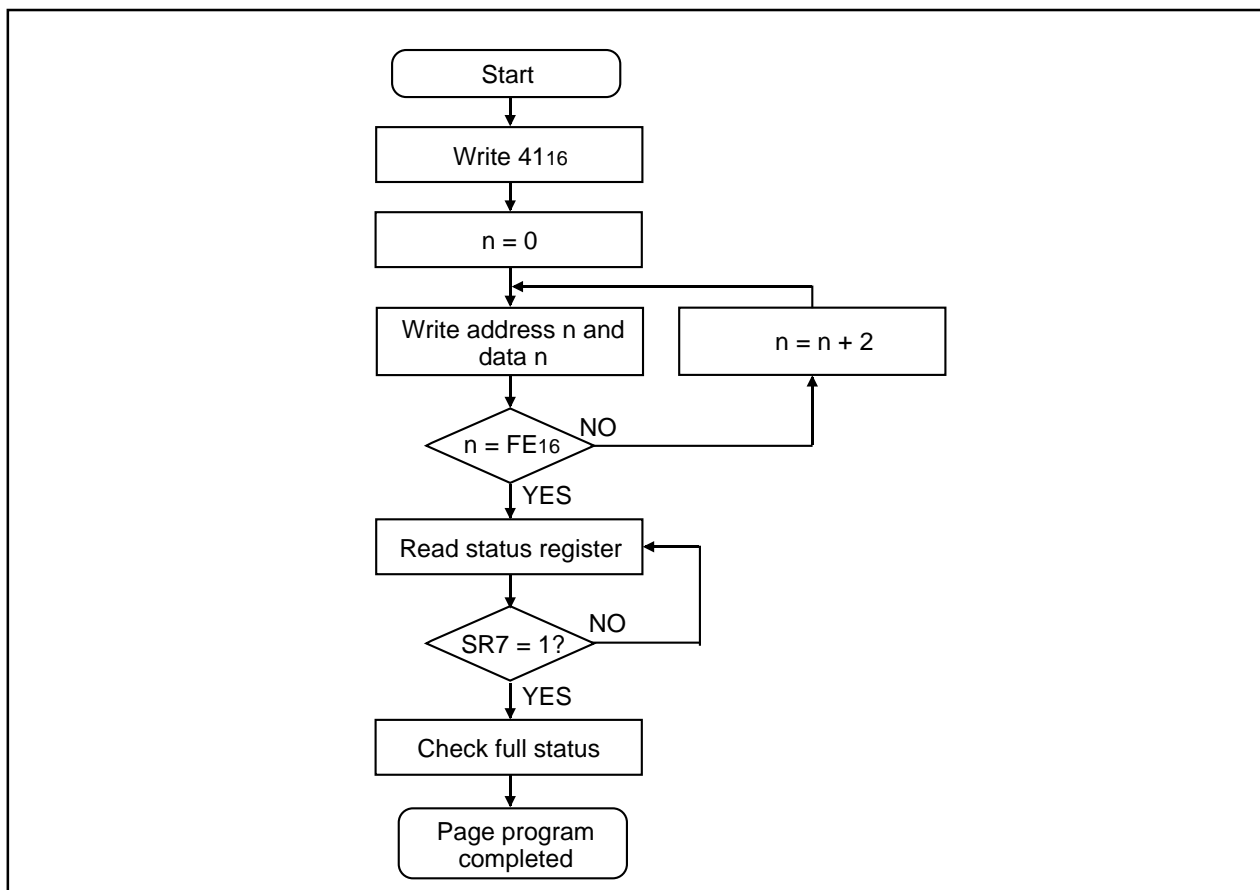 Start
Write 4116
n = 0
Write address n and
data n
n = n + 2
n = FE16
NO
YES
Read status register
SR7 = 1?
NO
YES
Check full status
Page program
completed